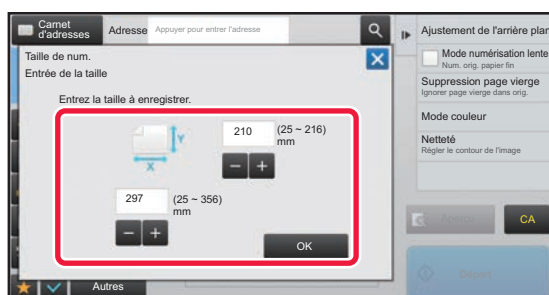 Carnet
d'adresses
Adresse
Appuyer pour entrer l'adresse
Taille de num.
Entrée de la taille
Entrez la taille à enregistrer.
Y
X
210
(25 ~ 216)
mm
297
(25 ~ 356)
mm
OK
Autres
Ajustement de l'arrière plan
Mode numérisation lente
Num. orig. papier fin
Suppression page vierge
Ignorer page vierge dans orig.
Mode couleur
Netteté
Régler le contour de l'image
Aperçu
CA
Départ